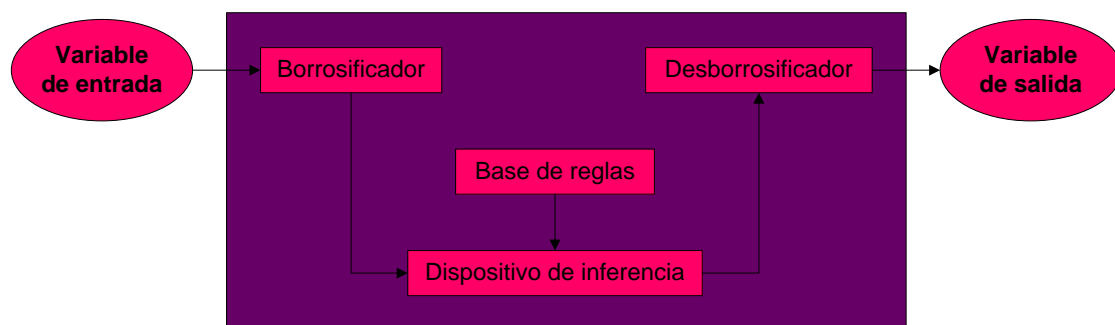 Variable
de entrada
Borrosificador
Desborrosificador
Variable
de salida
Base de reglas
Dispositivo de inferencia